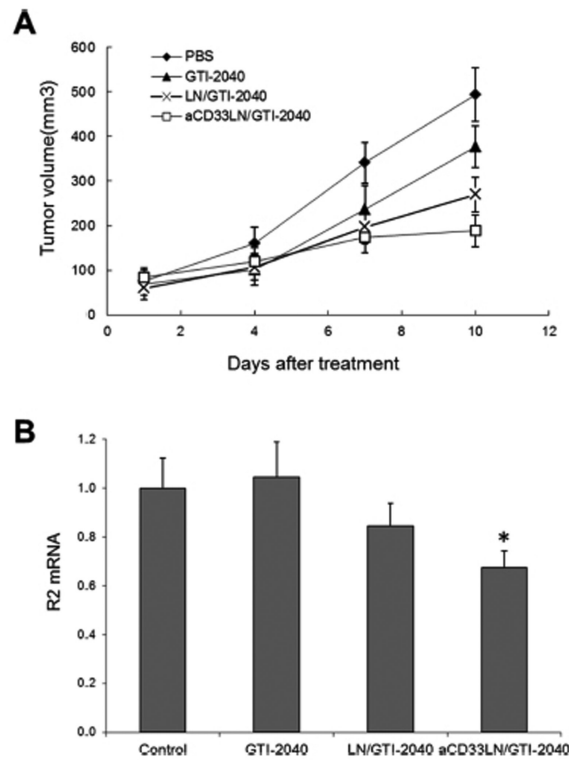 A
600
500
400
300
200
100
0
Tumor volume(mm3)
PBS
GTI-2040
LN/GTI-2040
aCD33LN/GTI-2040
0 2 4 6 8 10 12
Days after treatment
B
1.2
1.0
0.8
0.6
0.4
0.2
0.0
R2 mRNA
*
Control GTI-2040 LN/GTI-2040 aCD33LN/GTI-2040